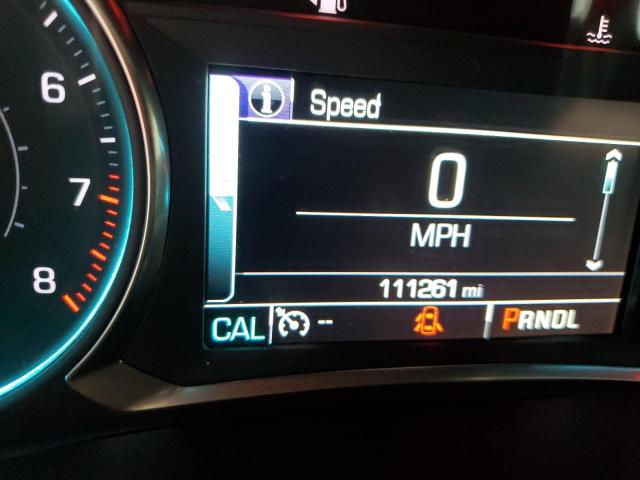 6
7
8
i Speed
0
MPH
111261 mi
CAL -- PRNDL